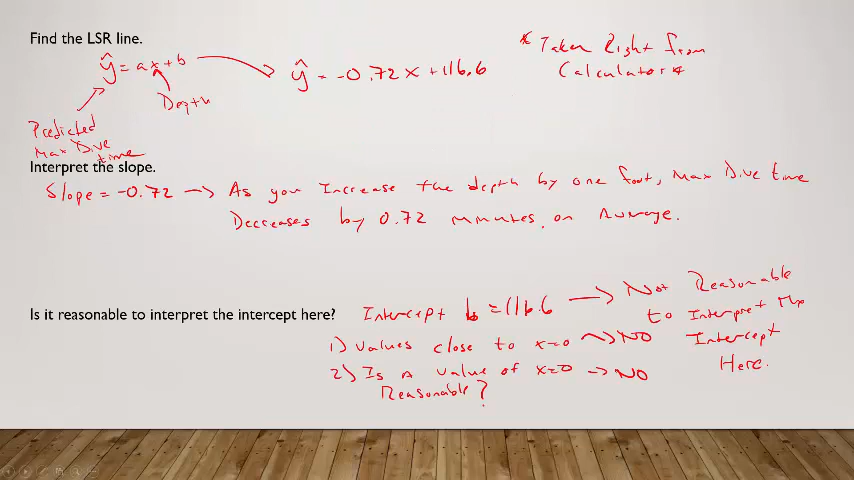 Find the LSR line.
ŷ = ax+b
ŷ = -0.72x+116.6
* Taken Right from
Calculator *
Depth
Predicted
Max Dive
time
Interpret the slope.
Slope = -0.72 → As you Increase the depth by one foot, Max Dive time
Decreases by 0.72 minutes, on Average.
Is it reasonable to interpret the intercept here?
Intercept b = 116.6 → Not Reasonable
to Interpret the
Intercept
Here.
1) Values close to x=0 → NO
2) Is a value of x=0 → NO
Reasonable?